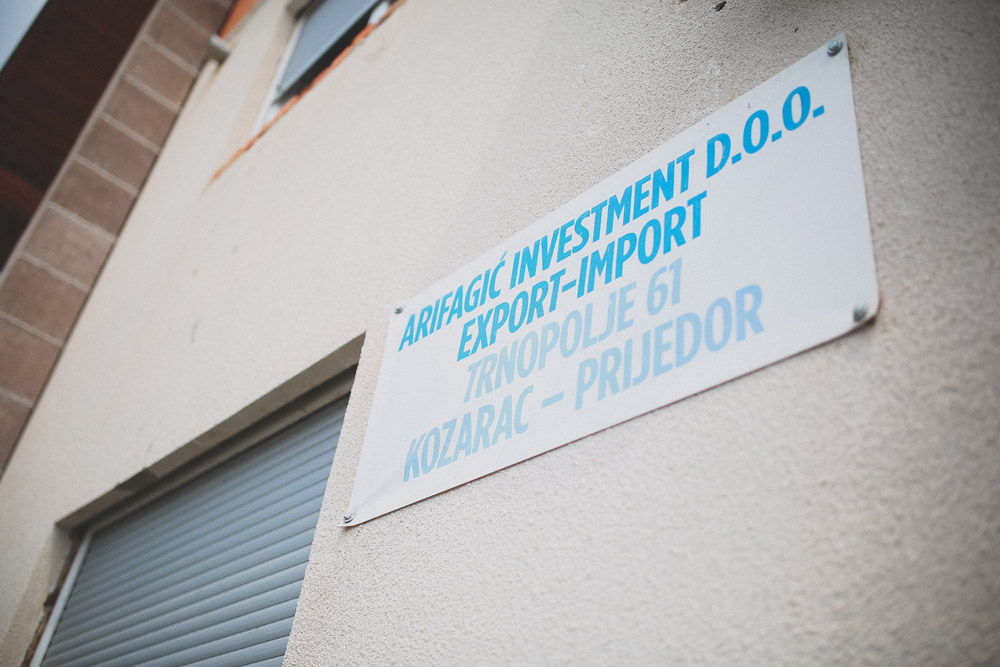 ARIFAGIĆ INVESTMENT D.O.O.
EXPORT-IMPORT
TRNOPOLJE 61
KOZARAC – PRIJEDOR